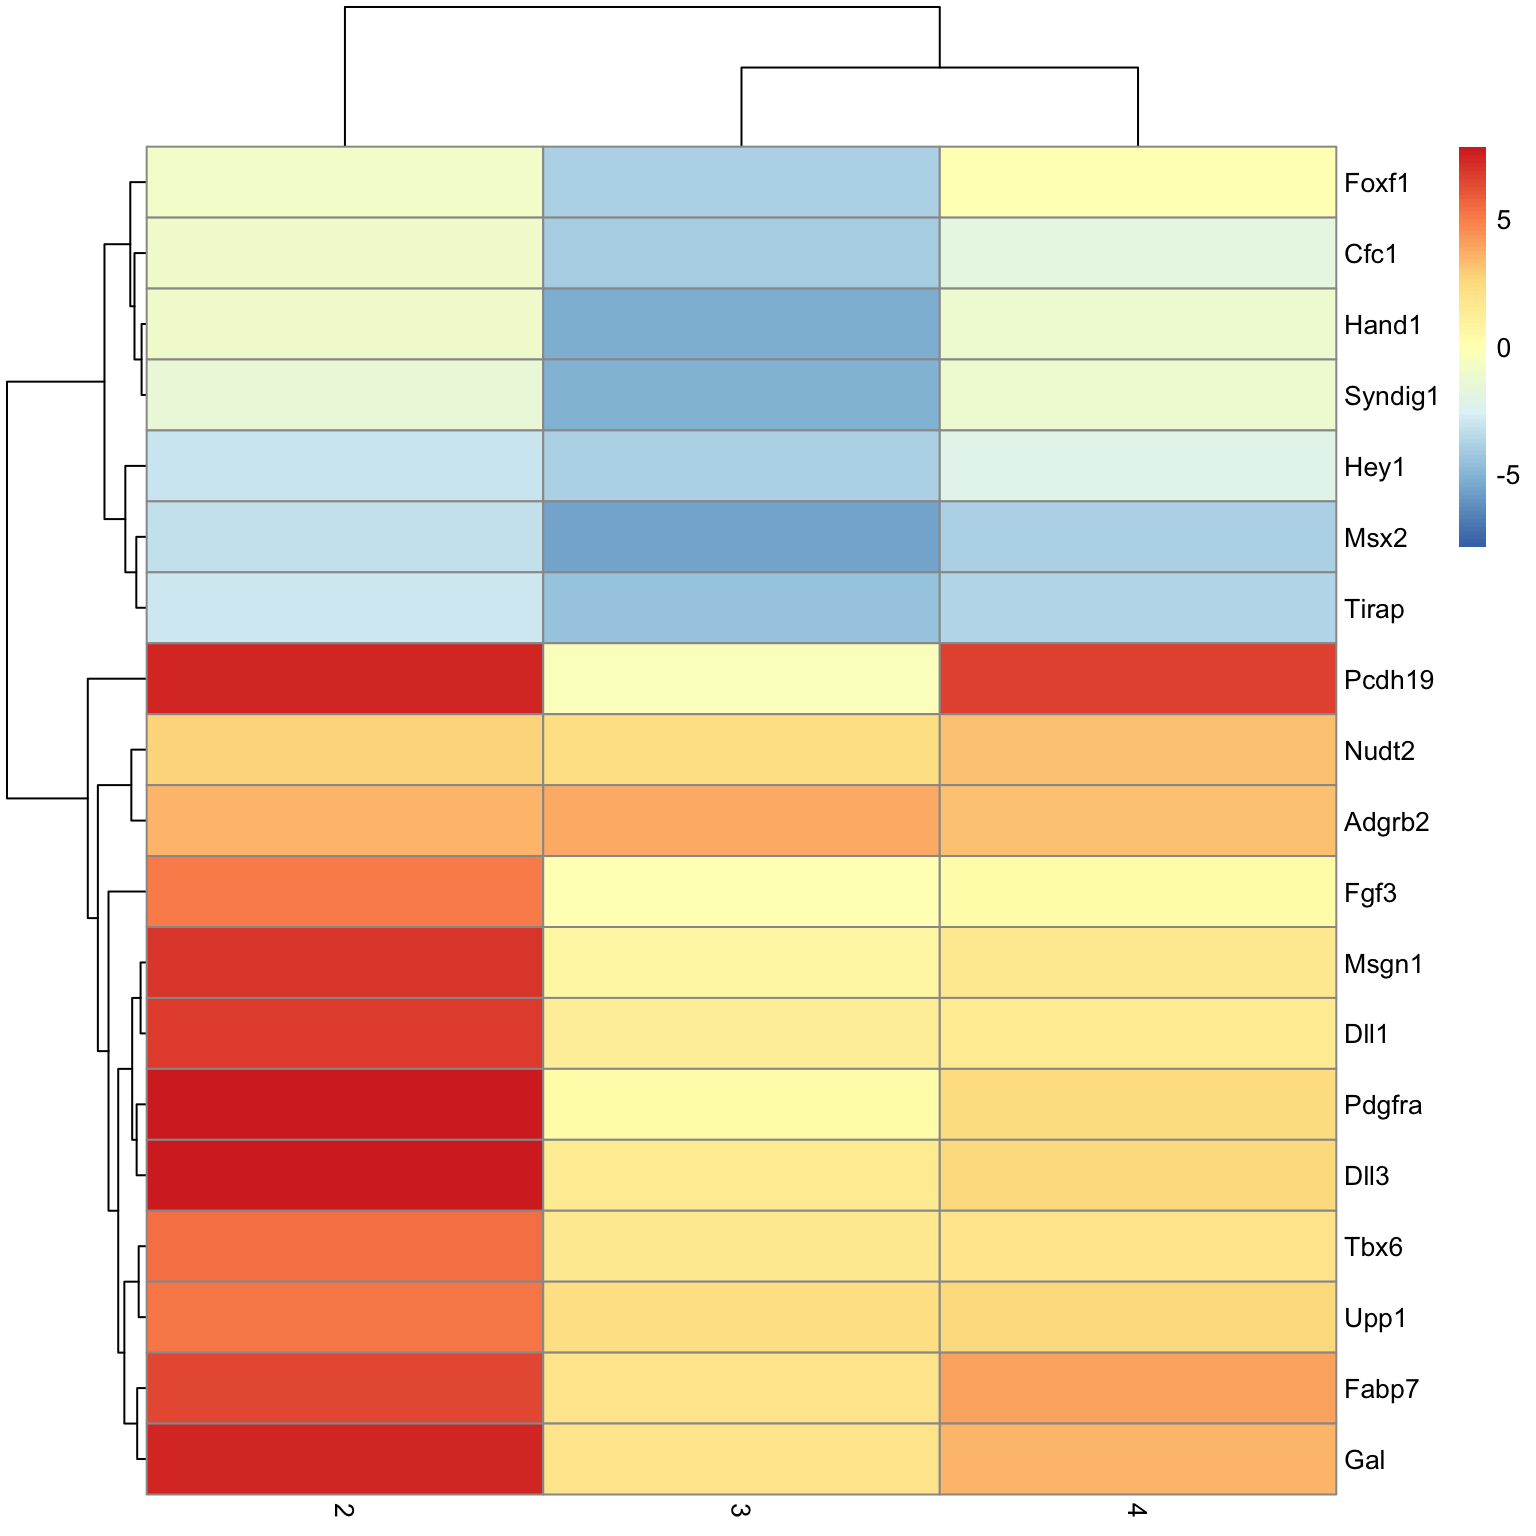 Foxf1
Cfc1
Hand1
Syndig1
Hey1
Msx2
Tirap
Pcdh19
Nudt2
Adgrb2
Fgf3
Msgn1
Dll1
Pdgfra
Dll3
Tbx6
Upp1
Fabp7
Gal
5
0
-5
2
3
4